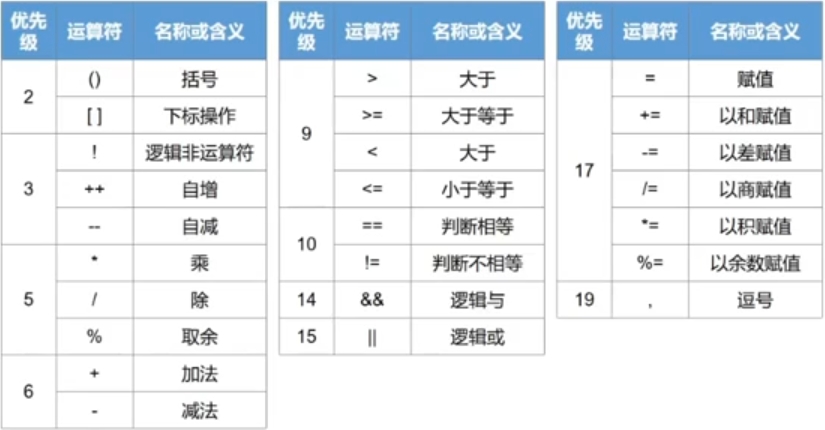 优先级 运算符 名称或含义
2 () 括号
[ ] 下标操作
3 ! 逻辑非运算符
++ 自增
-- 自减
5 * 乘
/ 除
% 取余
6 + 加法
- 减法
优先级 运算符 名称或含义
9 > 大于
>= 大于等于
< 大于
<= 小于等于
10 == 判断相等
!= 判断不相等
14 && 逻辑与
15 || 逻辑或
优先级 运算符 名称或含义
17 = 赋值
+= 以和赋值
-= 以差赋值
/= 以商赋值
*= 以积赋值
%= 以余数赋值
19 , 逗号